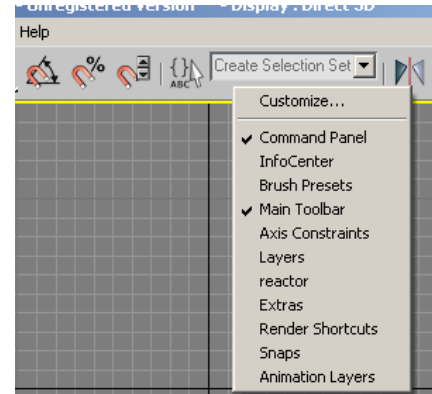 - Unregistered Version - Display : Direct 3D
Help
%
{}
ABC
Create Selection Set
Customize...
Command Panel
InfoCenter
Brush Presets
Main Toolbar
Axis Constraints
Layers
reactor
Extras
Render Shortcuts
Snaps
Animation Layers